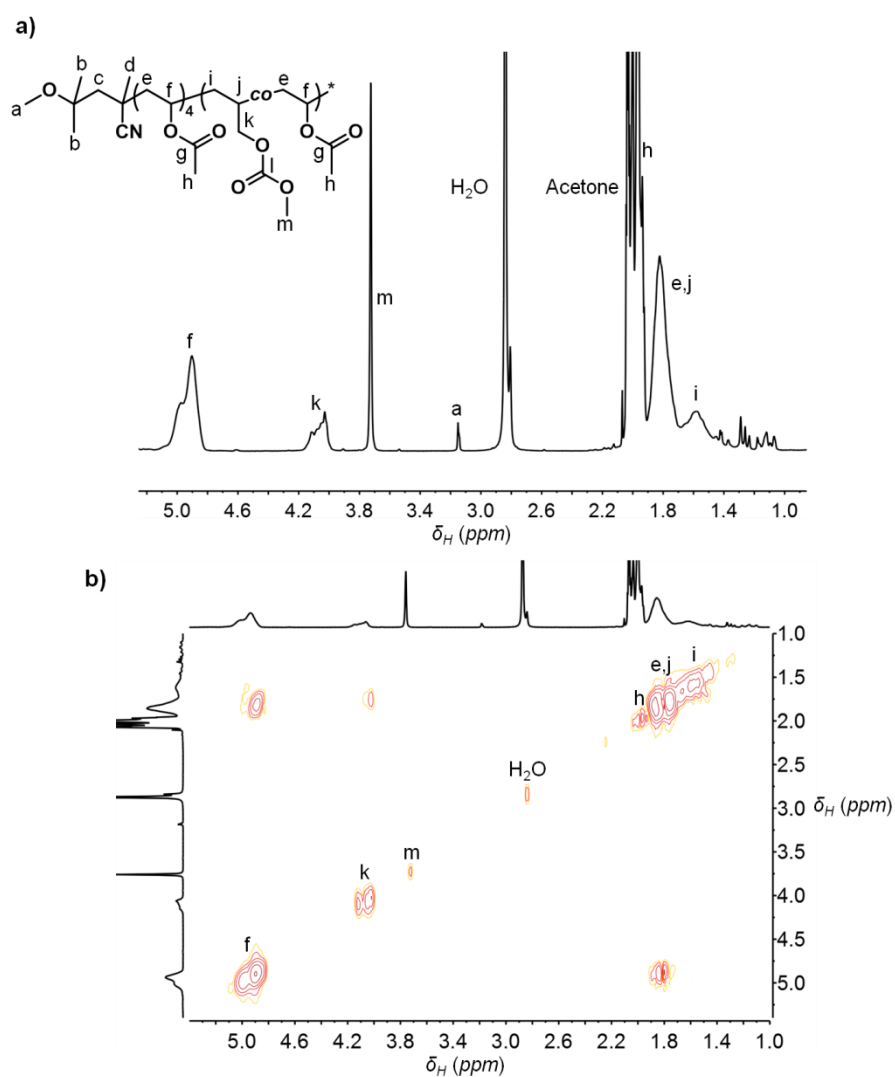 a)
b d
b c e f i j co e f *
a 4
CN O k O
b g O O g O
h O O h
O
m
H₂O Acetone h
m e,j
f
k a i
5.0 4.6 4.2 3.8 3.4 3.0 2.6 2.2 1.8 1.4 1.0
δH (ppm)
b)
1.0
e,j i
1.5
h
2.0
2.5
H₂O
δH (ppm)
3.0
m
3.5
k
4.0
4.5
f
5.0
5.0 4.6 4.2 3.8 3.4 3.0 2.6 2.2 1.8 1.4 1.0
δH (ppm)